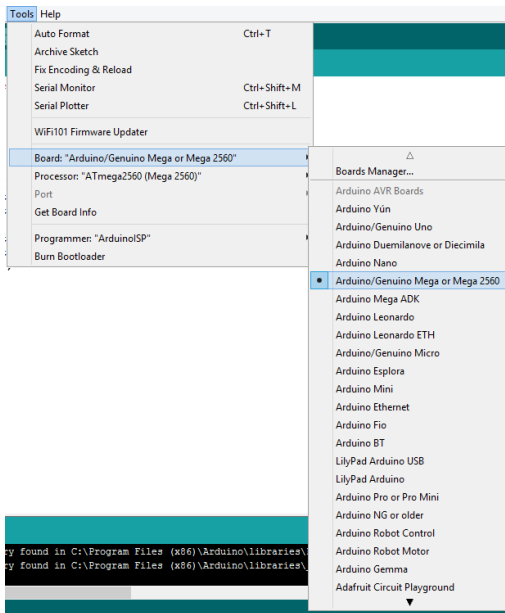 Tools Help
Auto Format Ctrl+T
Archive Sketch
Fix Encoding & Reload
Serial Monitor Ctrl+Shift+M
Serial Plotter Ctrl+Shift+L
WiFi101 Firmware Updater
Board: "Arduino/Genuino Mega or Mega 2560"
Processor: "ATmega2560 (Mega 2560)"
Port
Get Board Info
Programmer: "ArduinoISP"
Burn Bootloader
Boards Manager...
Arduino AVR Boards
Arduino Yún
Arduino/Genuino Uno
Arduino Duemilanove or Diecimila
Arduino Nano
Arduino/Genuino Mega or Mega 2560
Arduino Mega ADK
Arduino Leonardo
Arduino Leonardo ETH
Arduino/Genuino Micro
Arduino Esplora
Arduino Mini
Arduino Ethernet
Arduino Fio
Arduino BT
LilyPad Arduino USB
LilyPad Arduino
Arduino Pro or Pro Mini
Arduino NG or older
Arduino Robot Control
Arduino Robot Motor
Arduino Gemma
Adafruit Circuit Playground
ry found in C:\Program Files (x86)\Arduino\libraries\
ry found in C:\Program Files (x86)\Arduino\libraries\